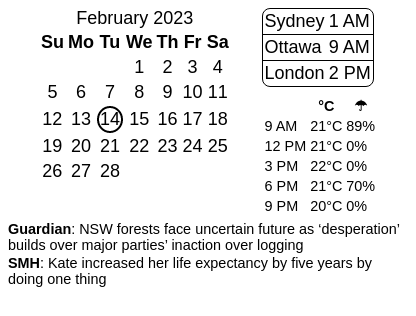 February 2023
Su Mo Tu We Th Fr Sa
1 2 3 4
5 6 7 8 9 10 11
12 13 14 15 16 17 18
19 20 21 22 23 24 25
26 27 28
Sydney 1 AM
Ottawa 9 AM
London 2 PM
°C ☂
9 AM 21°C 89%
12 PM 21°C 0%
3 PM 22°C 0%
6 PM 21°C 70%
9 PM 20°C 0%
Guardian: NSW forests face uncertain future as ‘desperation’
builds over major parties’ inaction over logging
SMH: Kate increased her life expectancy by five years by
doing one thing